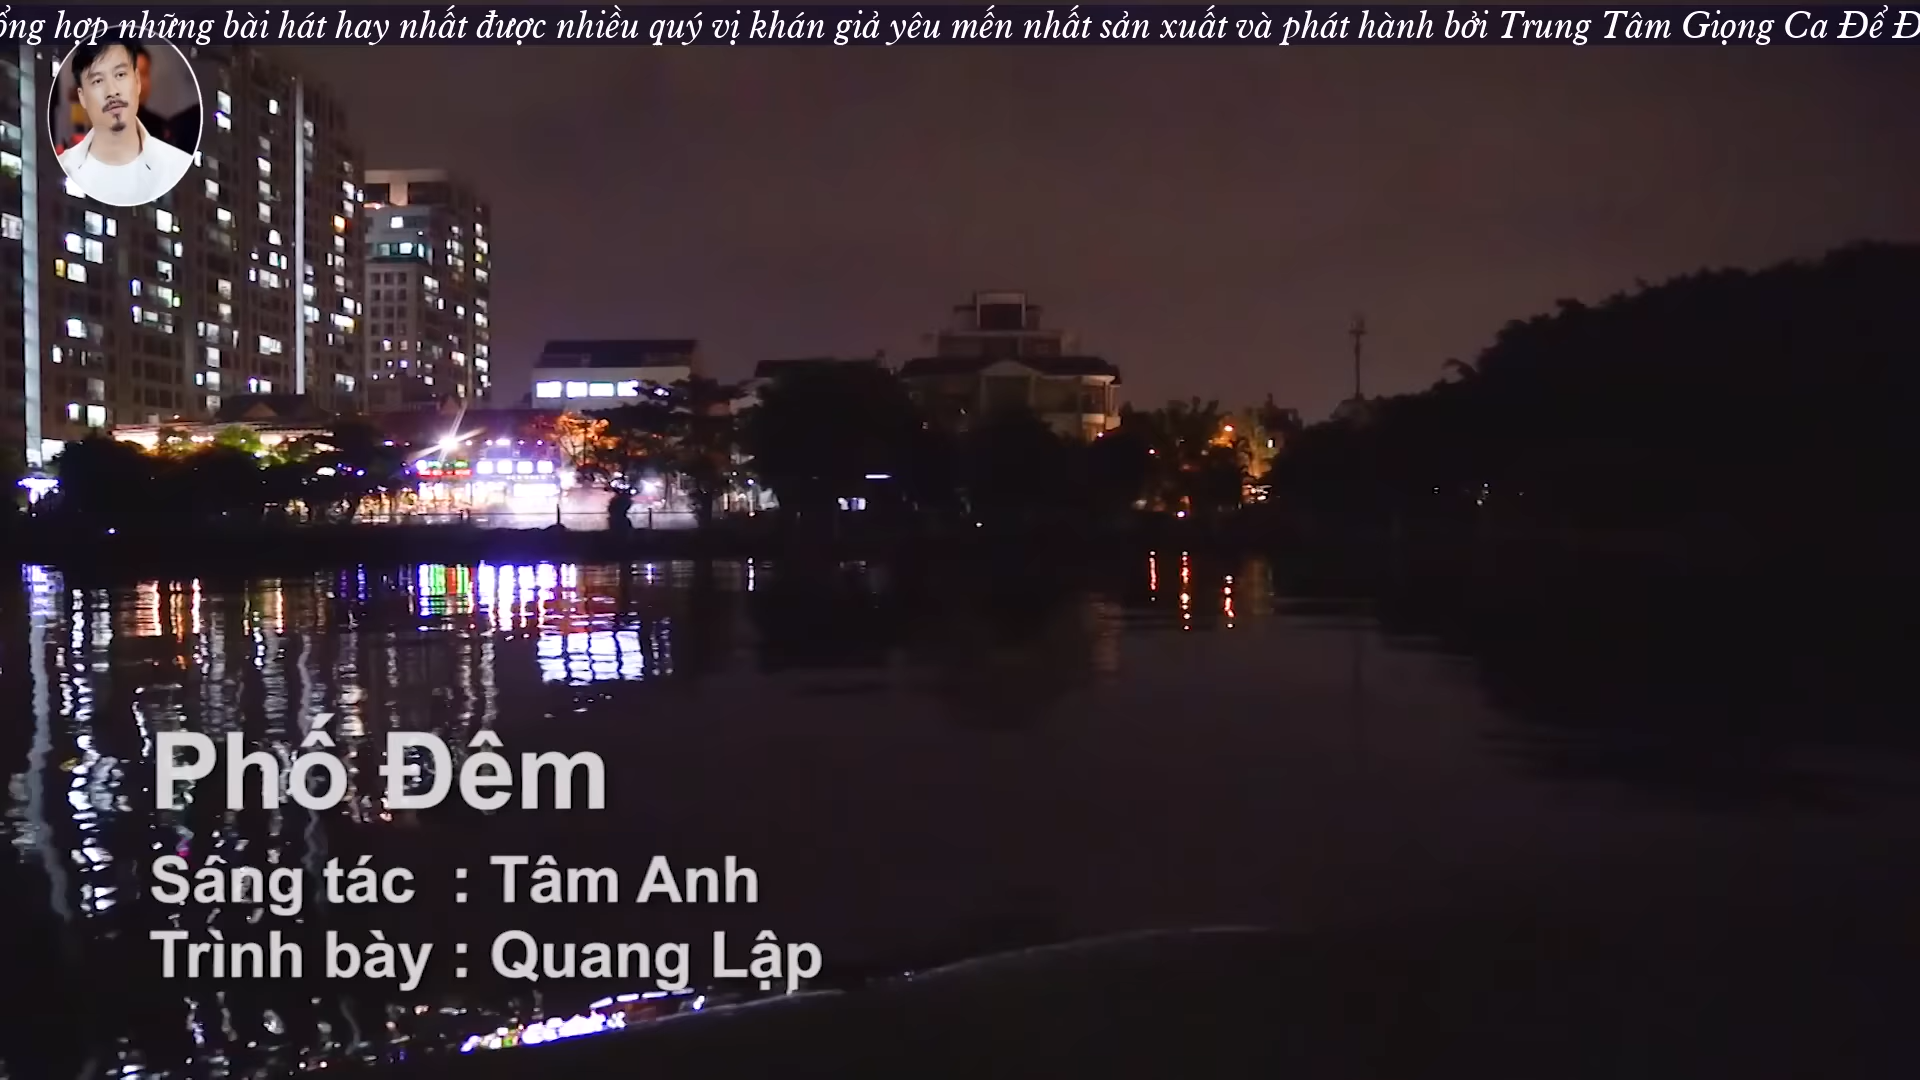 ổng hợp những bài hát hay nhất được nhiều quý vị khán giả yêu mến nhất sản xuất và phát hành bởi Trung Tâm Giọng Ca Để Đ
Phố Đêm
Sáng tác : Tâm Anh
Trình bày : Quang Lập